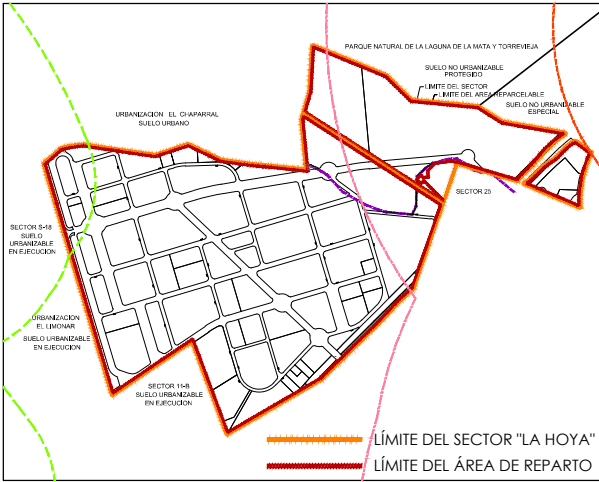 PARQUE NATURAL DE LA LAGUNA DE LA MATA Y TORREVIEJA
SUELO NO URBANIZABLE
PROTEGIDO
LIMITE DEL SECTOR
LIMITE DEL AREA REPARCELABLE
SUELO NO URBANIZABLE
ESPECIAL
URBANIZACION EL CHAPARRAL
SUELO URBANO
SECTOR 25
SECTOR S-18
SUELO
URBANIZABLE
EN EJECUCION
URBANIZACION
EL LIMONAR
SUELO URBANIZABLE
EN EJECUCION
SECTOR 11-B
SUELO URBANIZABLE
EN EJECUCIÓN
LÍMITE DEL SECTOR "LA HOYA"
LÍMITE DEL ÁREA DE REPARTO